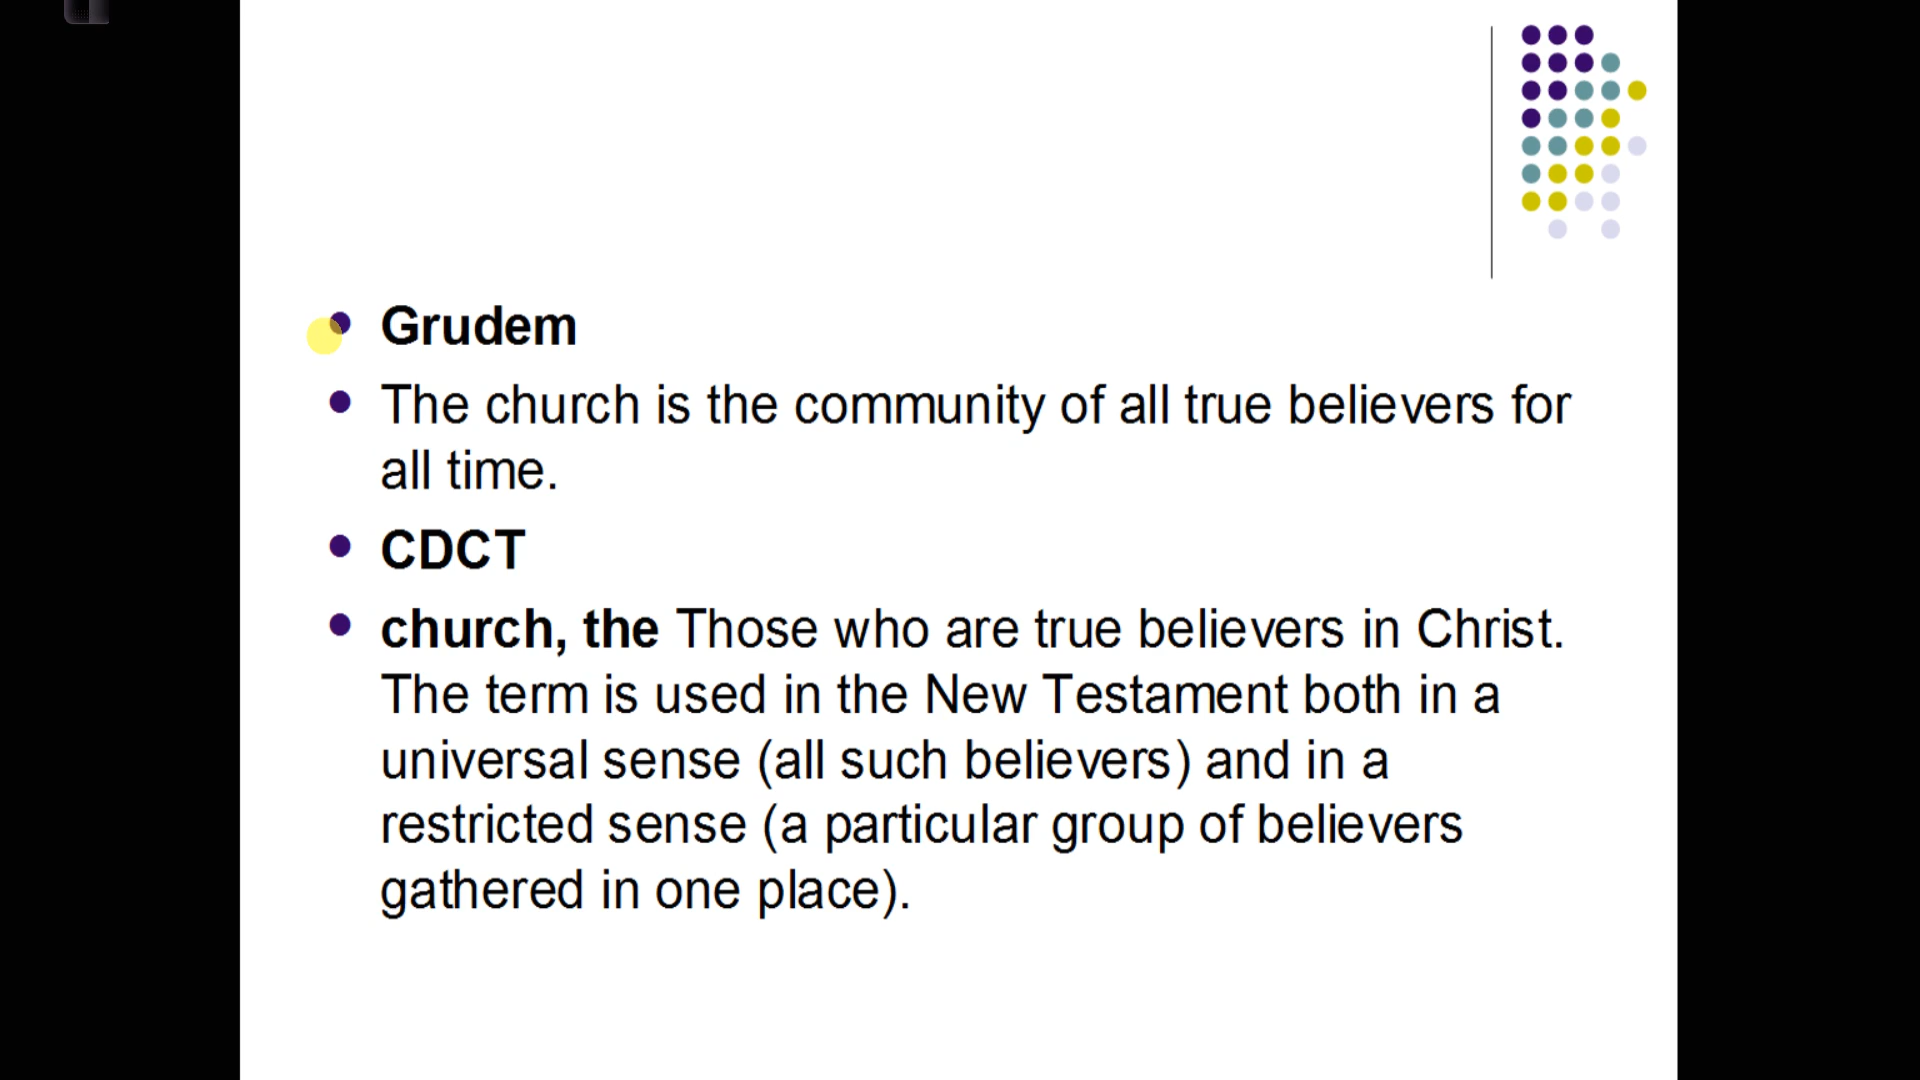 Grudem
The church is the community of all true believers for
all time.
CDCT
church, the Those who are true believers in Christ.
The term is used in the New Testament both in a
universal sense (all such believers) and in a
restricted sense (a particular group of believers
gathered in one place).